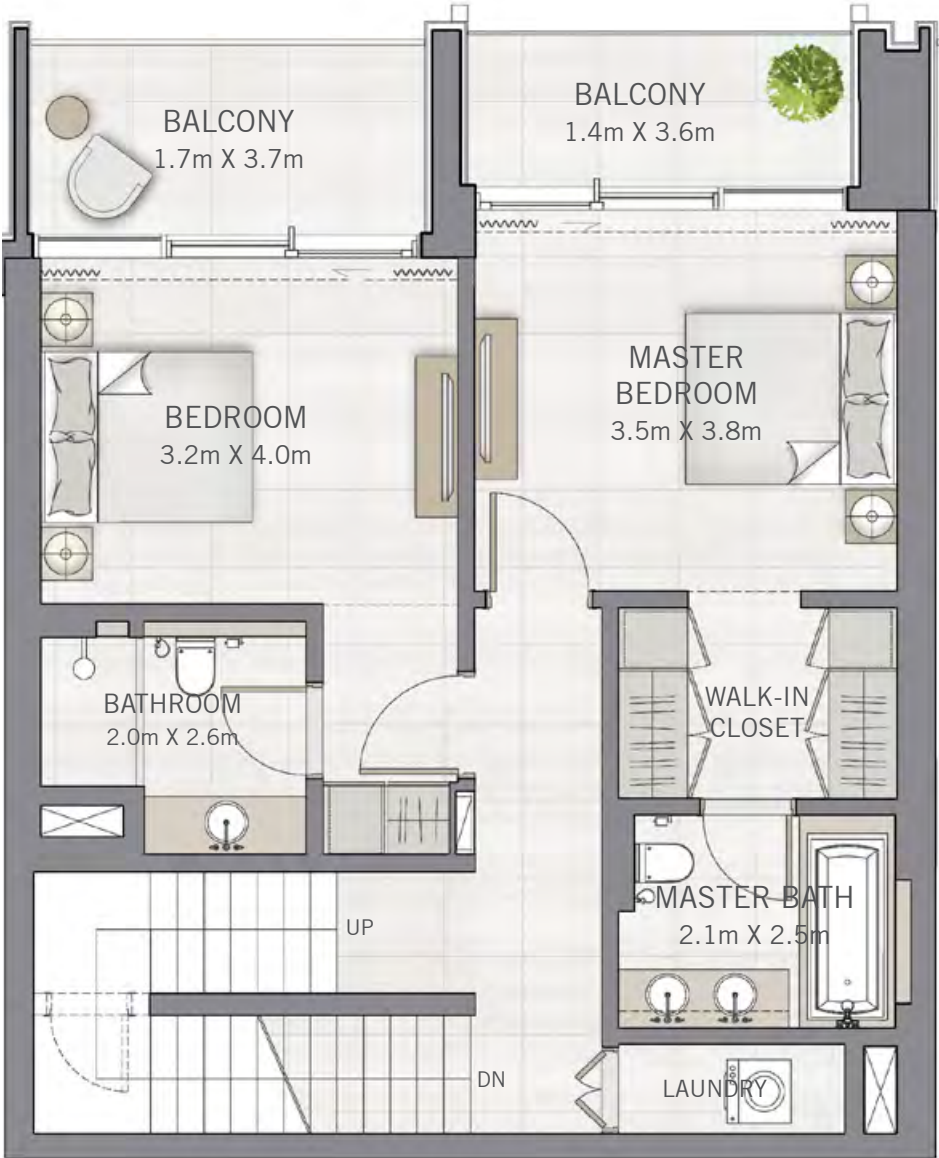 BALCONY
1.7m X 3.7m
BALCONY
1.4m X 3.6m
BEDROOM
3.2m X 4.0m
MASTER
BEDROOM
3.5m X 3.8m
BATHROOM
2.0m X 2.6m
WALK-IN
CLOSET
MASTER BATH
2.1m X 2.5m
UP
DN
LAUNDRY